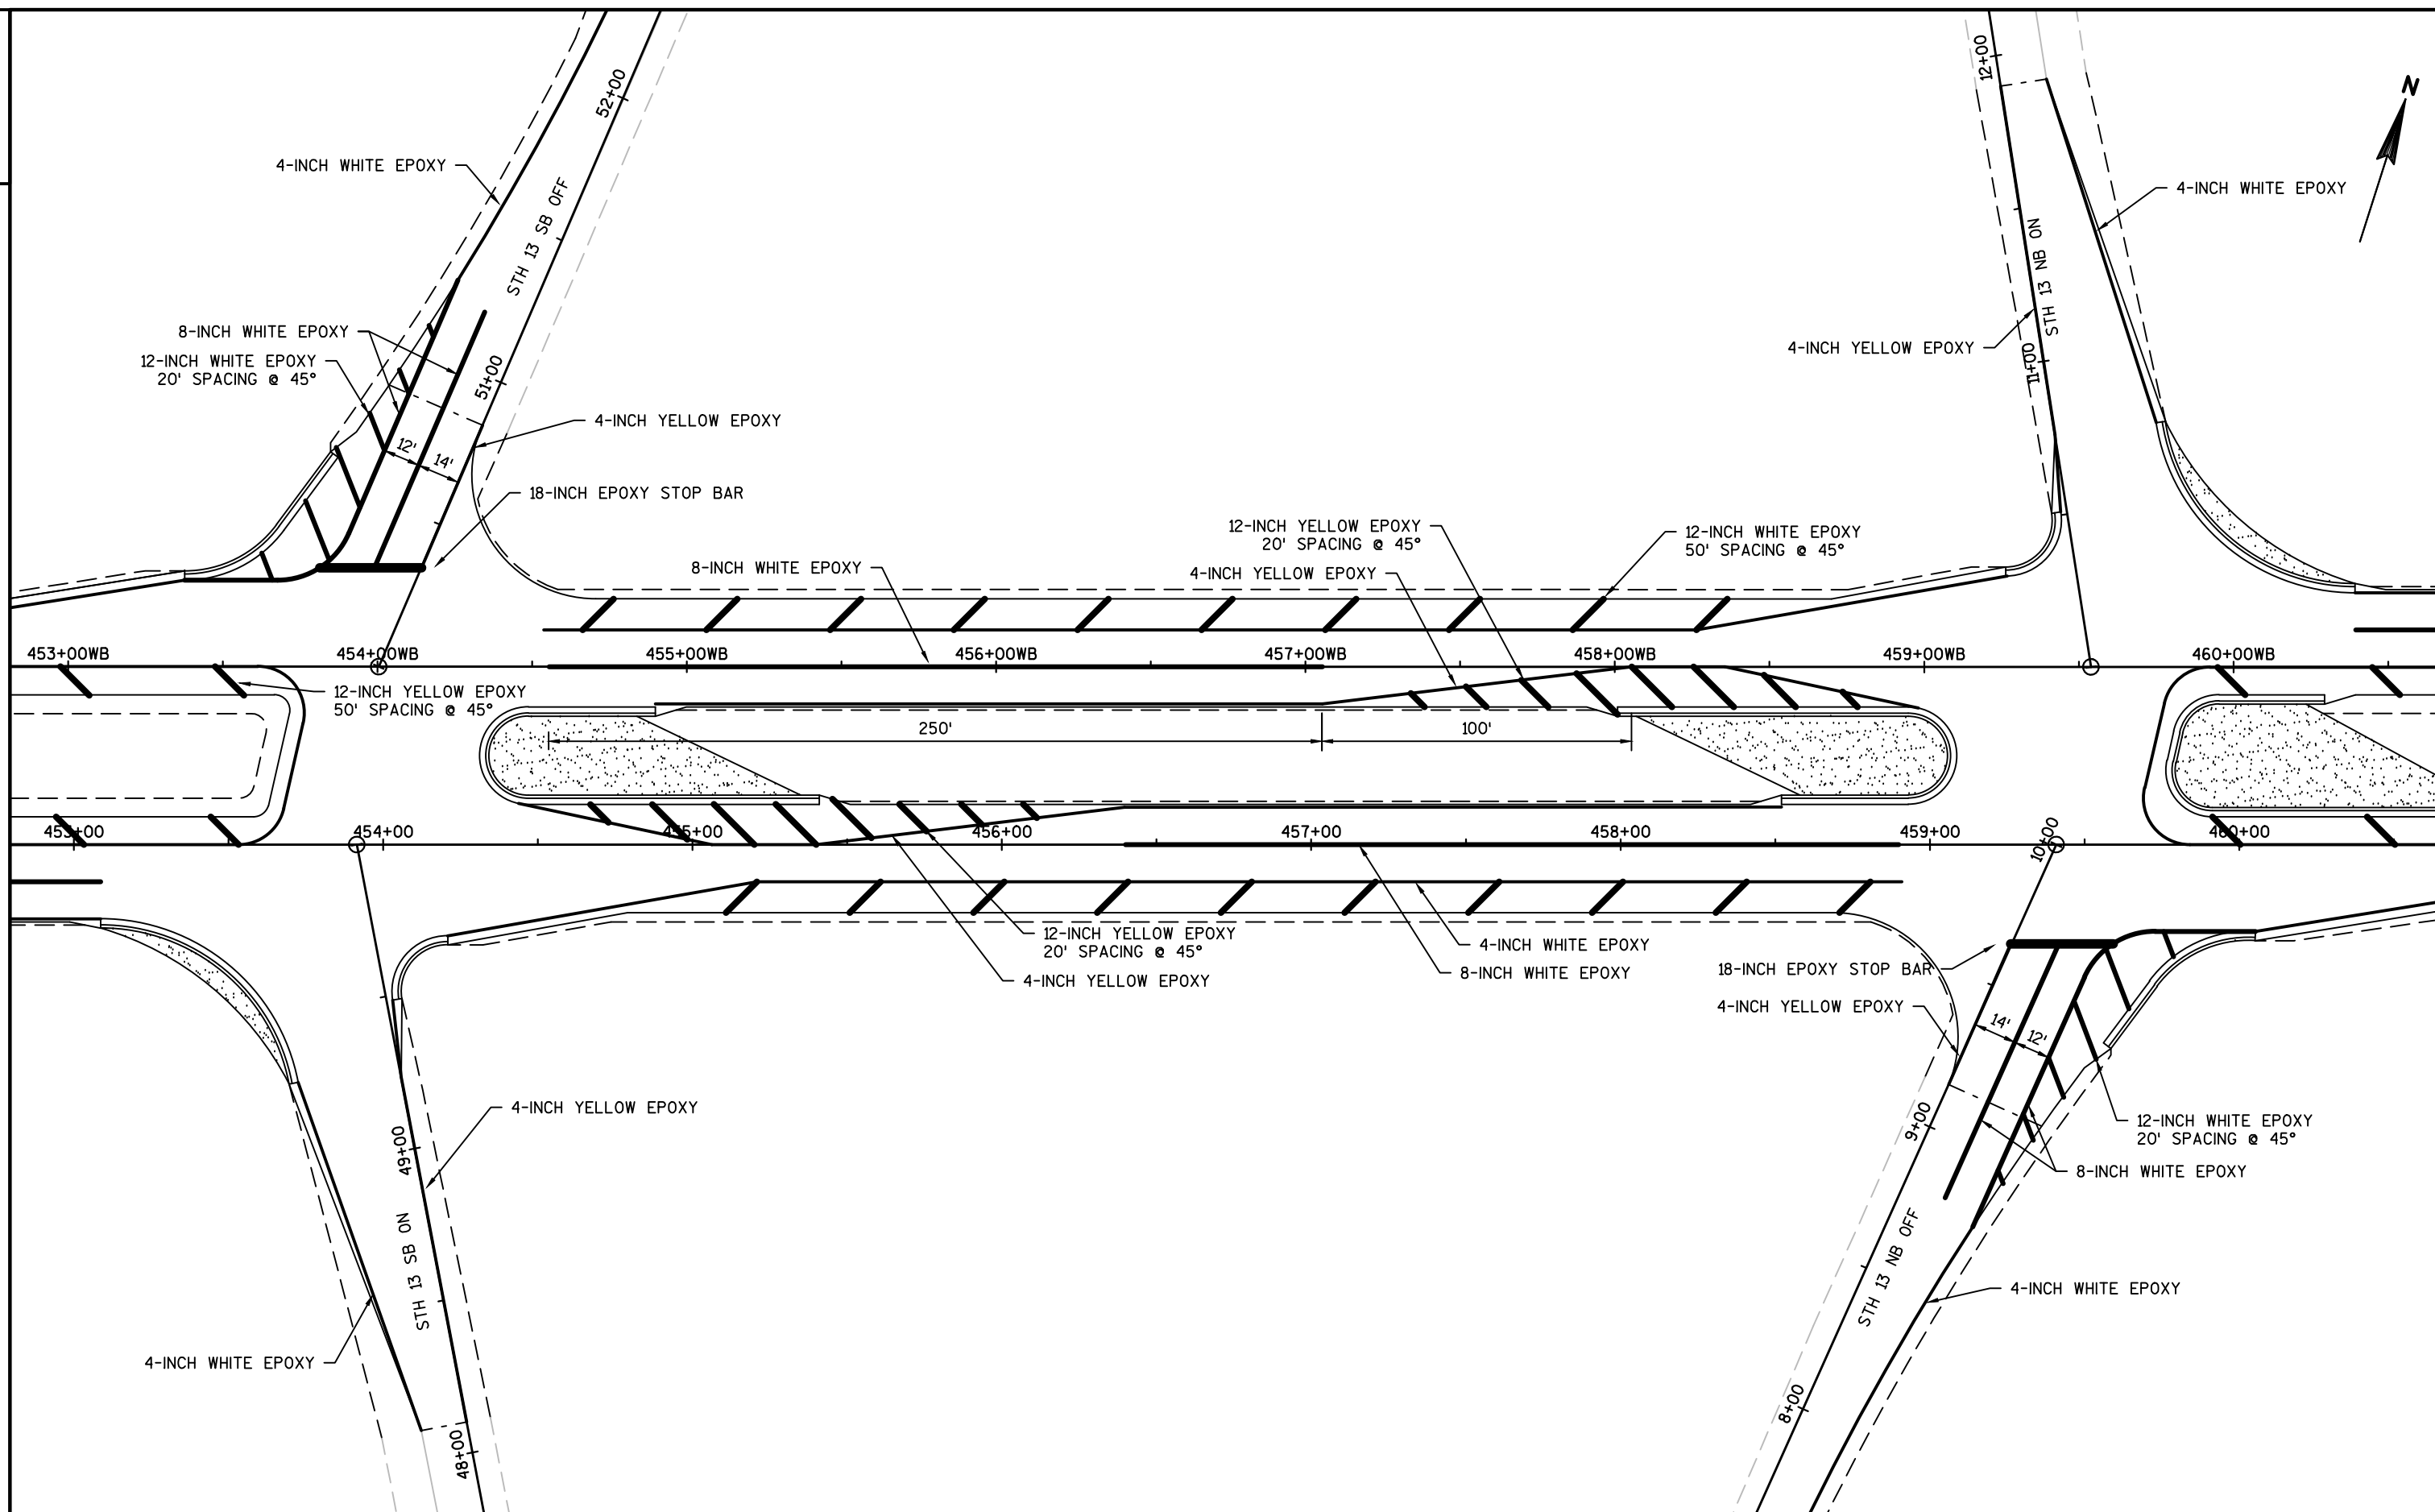 N
12+00
52+00
4-INCH WHITE EPOXY
4-INCH WHITE EPOXY
STH 13 SB OFF
STH 13 NB ON
8-INCH WHITE EPOXY
12-INCH WHITE EPOXY
20' SPACING @ 45°
4-INCH YELLOW EPOXY
11+00
51+00
4-INCH YELLOW EPOXY
12'
14'
18-INCH EPOXY STOP BAR
12-INCH YELLOW EPOXY
20' SPACING @ 45°
12-INCH WHITE EPOXY
50' SPACING @ 45°
8-INCH WHITE EPOXY
4-INCH YELLOW EPOXY
453+00WB
454+00WB
455+00WB
456+00WB
457+00WB
458+00WB
459+00WB
460+00WB
12-INCH YELLOW EPOXY
50' SPACING @ 45°
250'
100'
453+00
454+00
455+00
456+00
457+00
458+00
459+00
10+00
460+00
12-INCH YELLOW EPOXY
20' SPACING @ 45°
4-INCH YELLOW EPOXY
4-INCH WHITE EPOXY
8-INCH WHITE EPOXY
18-INCH EPOXY STOP BAR
4-INCH YELLOW EPOXY
14'
12'
4-INCH YELLOW EPOXY
49+00
9+00
12-INCH WHITE EPOXY
20' SPACING @ 45°
8-INCH WHITE EPOXY
STH 13 SB ON
STH 13 NB OFF
4-INCH WHITE EPOXY
4-INCH WHITE EPOXY
8+00
48+00